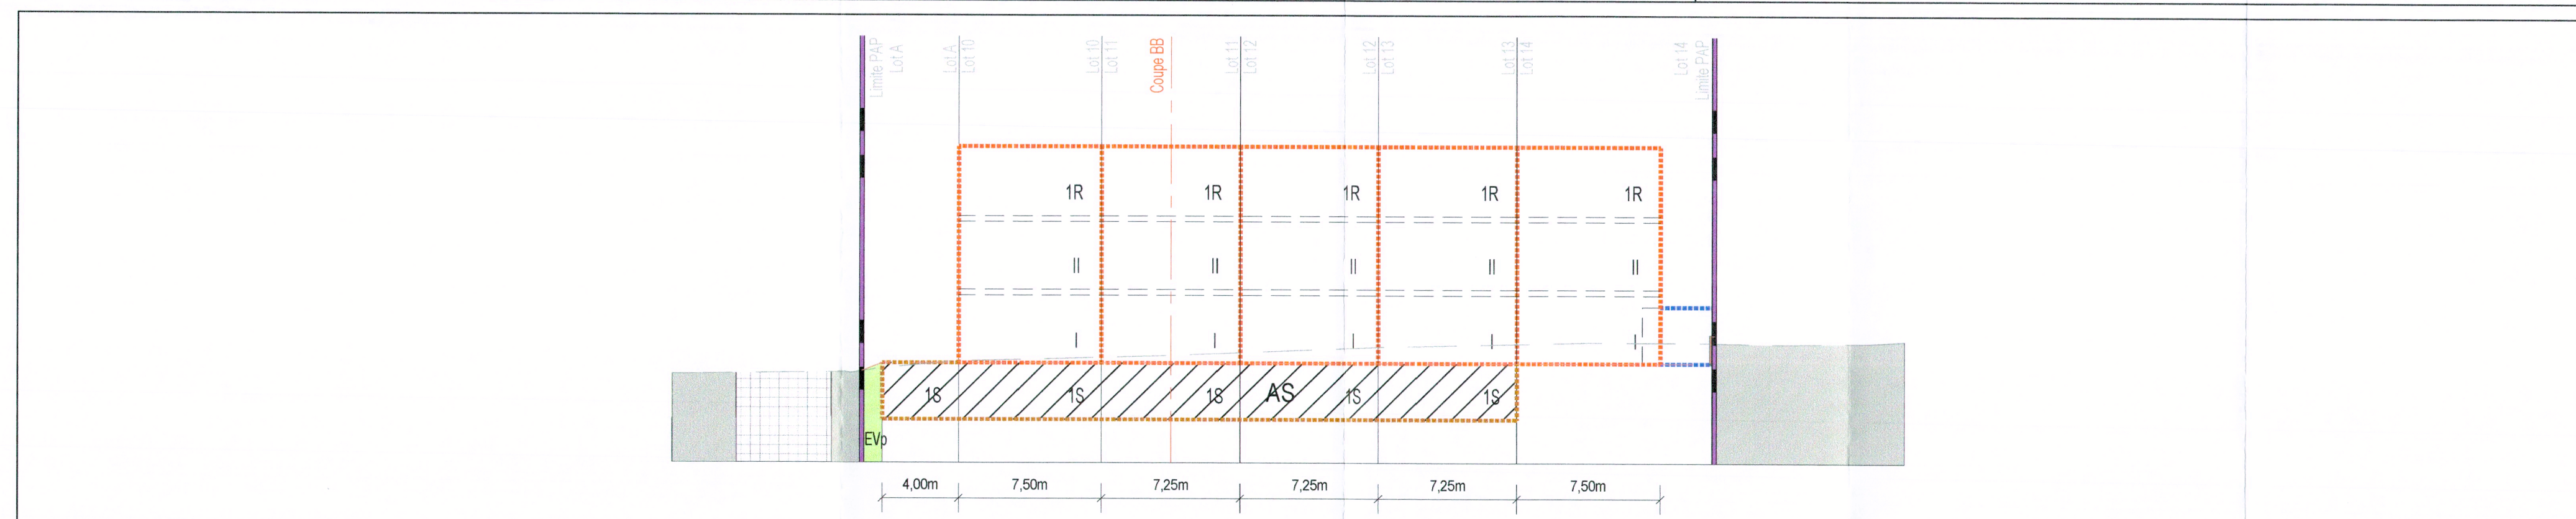 Limite PAP
Lot A
Lot A
Lot 10
Lot 10
Lot 11
Coupe BB
Lot 11
Lot 12
Lot 12
Lot 13
Lot 13
Lot 14
Lot 14
Limite PAP
1R 1R 1R 1R 1R
II II II II II
I I I I I
1S 1S 1S AS 1S 1S
EVp
4,00m 7,50m 7,25m 7,25m 7,25m 7,50m